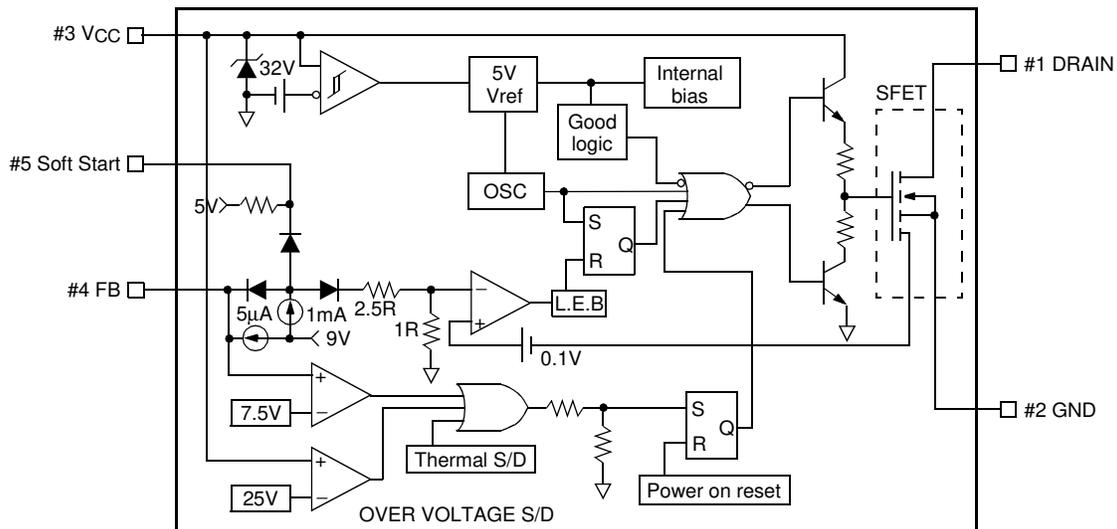 #3 VCC
#1 DRAIN
32V
5V
Vref
Internal
bias
SFET
Good
logic
#5 Soft Start
5V
OSC
S
Q
R
#4 FB
5μA
1mA
2.5R
−
L.E.B
9V
1R
+
0.1V
+
7.5V
−
S
Q
R
#2 GND
Thermal S/D
+
25V
−
Power on reset
OVER VOLTAGE S/D